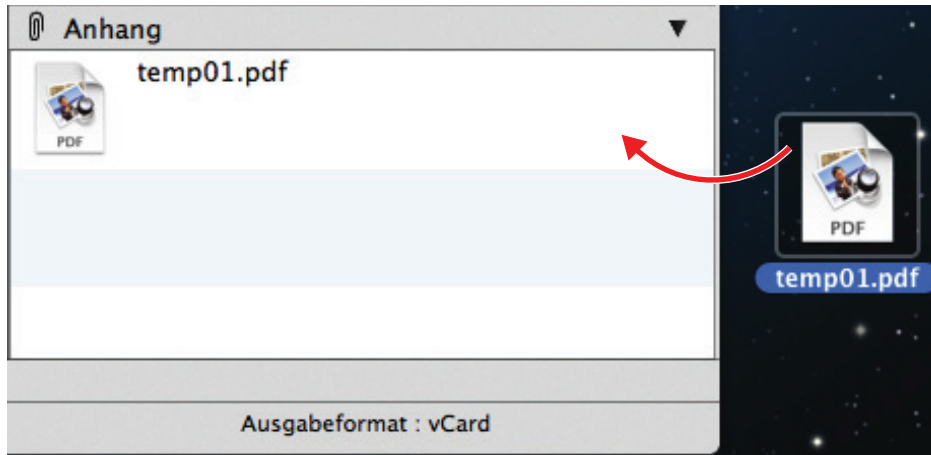 Anhang
temp01.pdf
PDF
PDF
temp01.pdf
Ausgabeformat : vCard